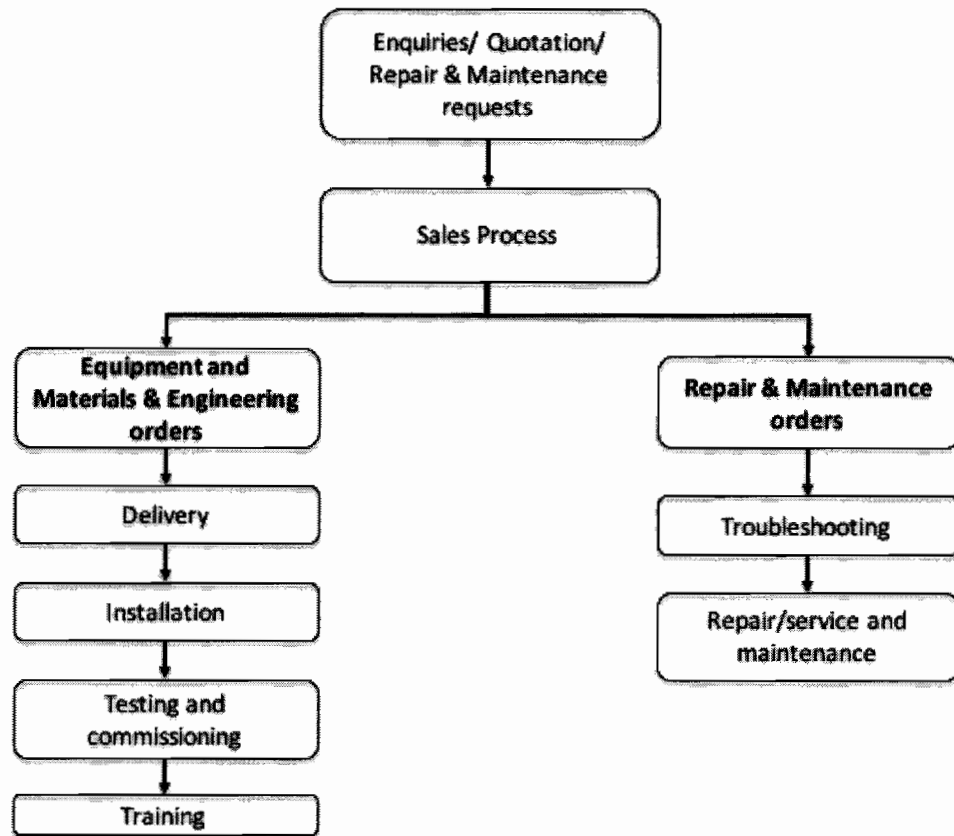 Enquiries/ Quotation/
Repair & Maintenance
requests
Sales Process
Equipment and
Materials & Engineering
orders
Delivery
Installation
Testing and
commissioning
Training
Repair & Maintenance
orders
Troubleshooting
Repair/service and
maintenance